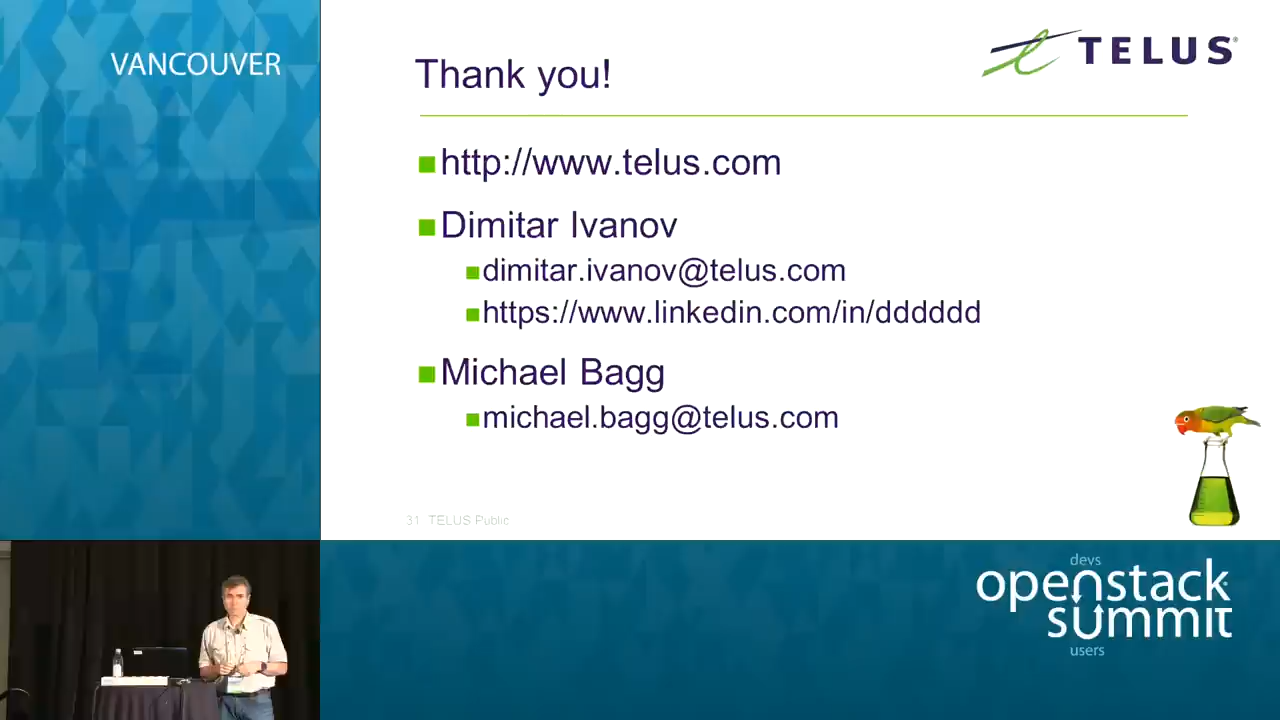 VANCOUVER
TELUS
Thank you!
http://www.telus.com
Dimitar Ivanov
dimitar.ivanov@telus.com
https://www.linkedin.com/in/dddddd
Michael Bagg
michael.bagg@telus.com
31 TELUS Public
devs
openstack
summit
users